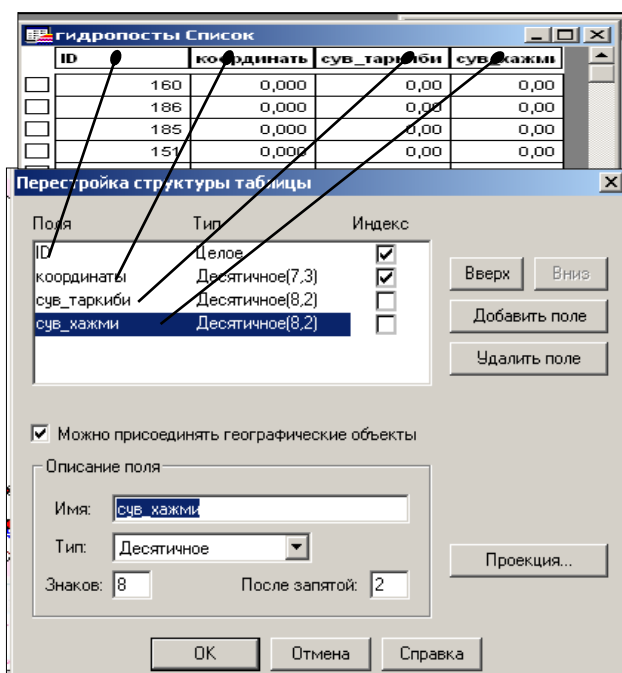 гидропосты Список
ID координать сув_таркиби сув_хажми
160 0,000 0,00 0,00
186 0,000 0,00 0,00
185 0,000 0,00 0,00
151 0,000 0,00 0,00
Перестройка структуры таблицы
Поля Тип Индекс
ID Целое
координаты Десятичное(7,3)
сув_таркиби Десятичное(8,2)
сув_хажми Десятичное(8,2)
Вверх Вниз
Добавить поле
Удалить поле
Можно присоединять географические объекты
Описание поля
Имя: сув_хажми
Тип: Десятичное
Знаков: 8 После запятой: 2
Проекция...
OK Отмена Справка